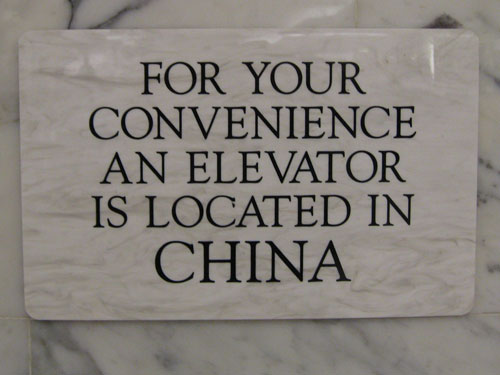 FOR YOUR
CONVENIENCE
AN ELEVATOR
IS LOCATED IN
CHINA